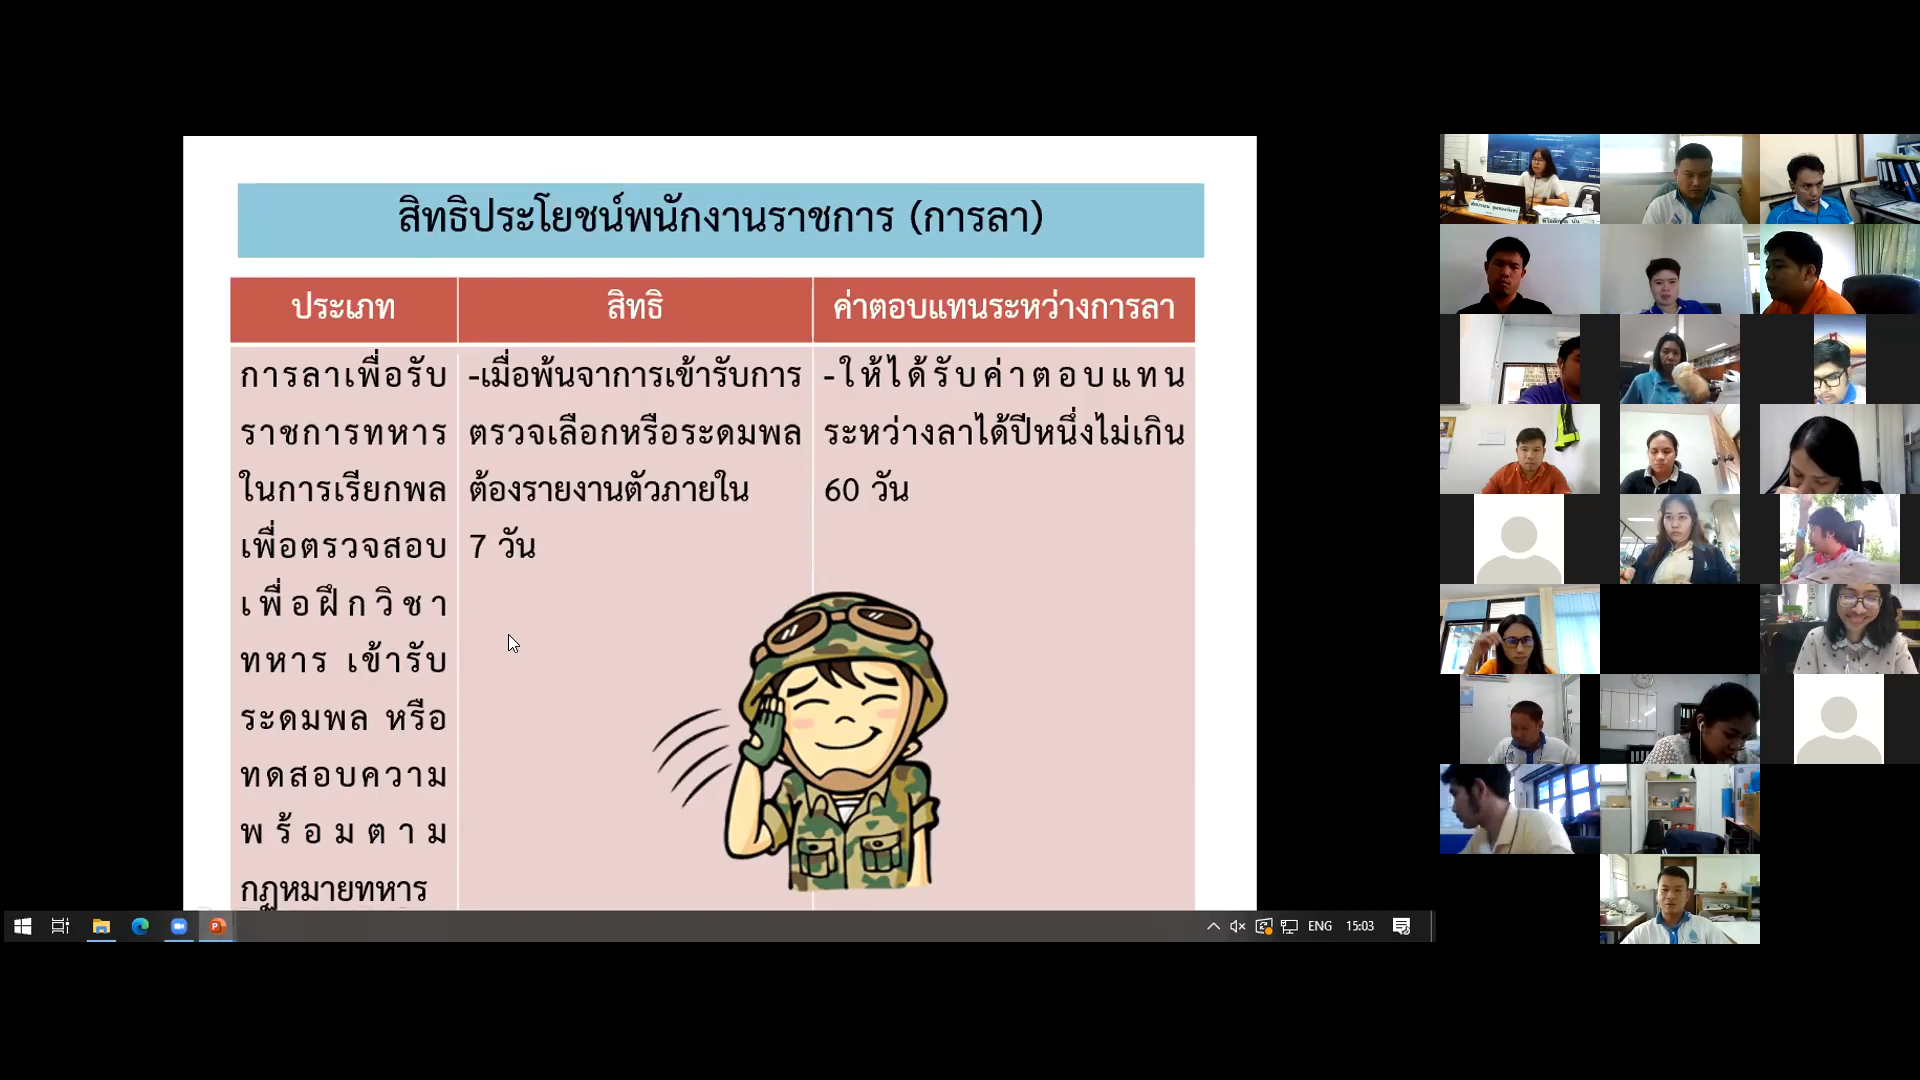 สิทธิประโยชน์พนักงานราชการ (การลา)
ประเภท
สิทธิ
ค่าตอบแทนระหว่างการลา
การลาเพื่อรับ
ราชการทหาร
ในการเรียกพล
เพื่อตรวจสอบ
เพื่อฝึกวิชา
ทหาร เข้ารับ
ระดมพล หรือ
ทดสอบความ
พร้อมตาม
กฎหมายทหาร
-เมื่อพ้นจาการเข้ารับการ
ตรวจเลือกหรือระดมพล
ต้องรายงานตัวภายใน
7 วัน
-ให้ได้รับค่าตอบแทน
ระหว่างลาได้ปีหนึ่งไม่เกิน
60 วัน
ENG
15:03